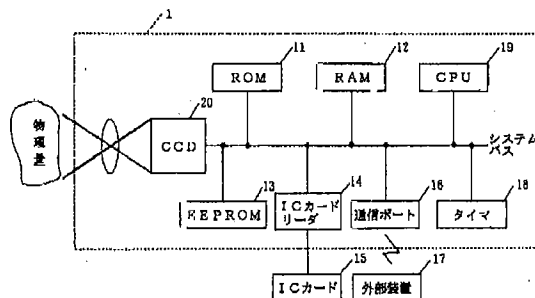 1
11
12
19
ROM
RAM
CPU
20
物理量
CCD
システム
バス
13
14
16
18
EEPROM
ICカード
リーダ
通信ポート
タイマ
15
17
ICカード
外部装置